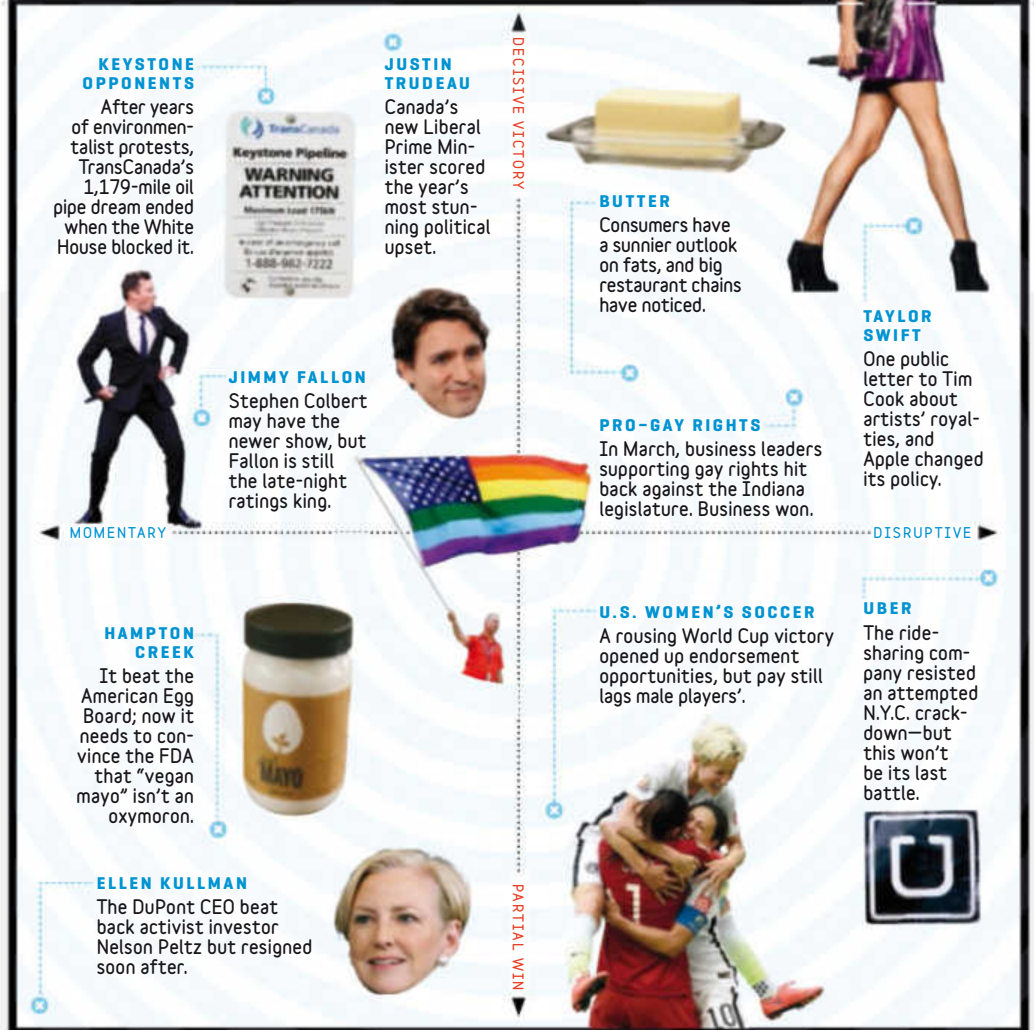 KEYSTONE
OPPONENTS
After years
of environmen-
talist protests,
TransCanada's
1,179-mile oil
pipe dream ended
when the White
House blocked it.
TransCanada
Keystone Pipeline
WARNING
ATTENTION
1-888-982-7222
JUSTIN
TRUDEAU
Canada's
new Liberal
Prime Min-
ister scored
the year's
most stun-
ning political
upset.
DECISIVE VICTORY
BUTTER
Consumers have
a sunnier outlook
on fats, and big
restaurant chains
have noticed.
TAYLOR
SWIFT
One public
letter to Tim
Cook about
artists' royal-
ties, and
Apple changed
its policy.
JIMMY FALLON
Stephen Colbert
may have the
newer show, but
Fallon is still
the late-night
ratings king.
PRO-GAY RIGHTS
In March, business leaders
supporting gay rights hit
back against the Indiana
legislature. Business won.
MOMENTARY
DISRUPTIVE
HAMPTON
CREEK
It beat the
American Egg
Board; now it
needs to con-
vince the FDA
that "vegan
mayo" isn't an
oxymoron.
MAYO
U.S. WOMEN'S SOCCER
A rousing World Cup victory
opened up endorsement
opportunities, but pay still
lags male players'.
1
10
UBER
The ride-
sharing com-
pany resisted
an attempted
N.Y.C. crack-
down—but
this won't
be its last
battle.
U
ELLEN KULLMAN
The DuPont CEO beat
back activist investor
Nelson Peltz but resigned
soon after.
PARTIAL WIN